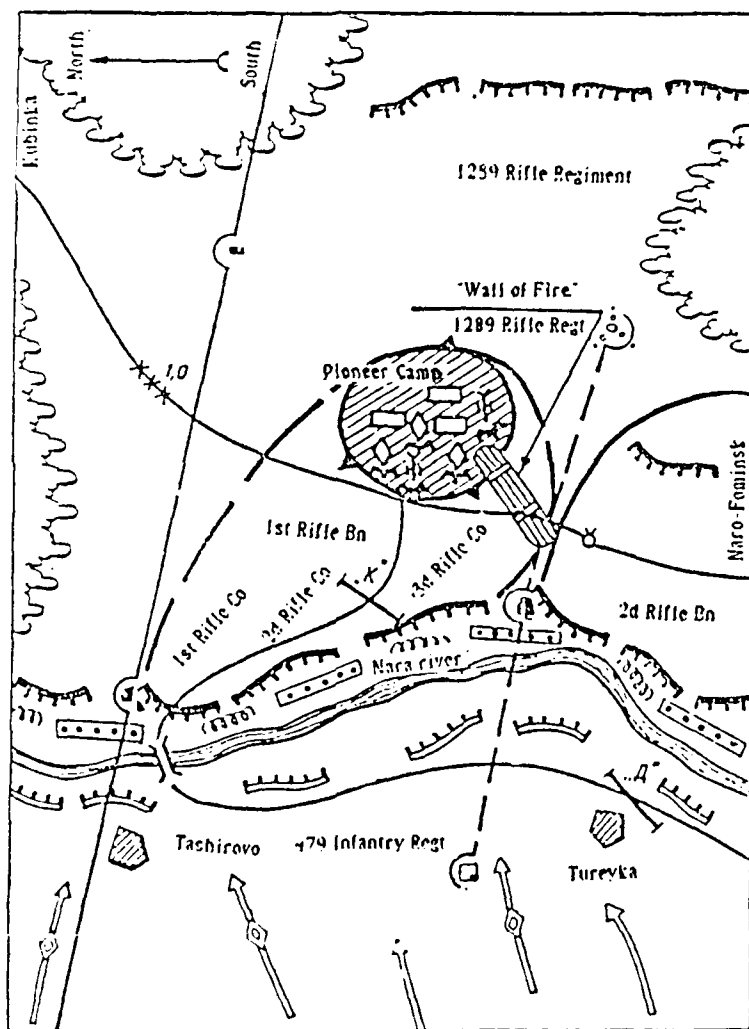 North
South
Kubinka
1289 Rifle Regiment
"Wall of Fire"
1289 Rifle Regt
1,0
Pioneer Camp
Naro-Fominsk
1st Rifle Bn
3d Rifle Co
2d Rifle Co
"X"
1st Rifle Co
2d Rifle Bn
Nara river
"Д"
Tashirovo
479 Infantry Regt
Tureyka